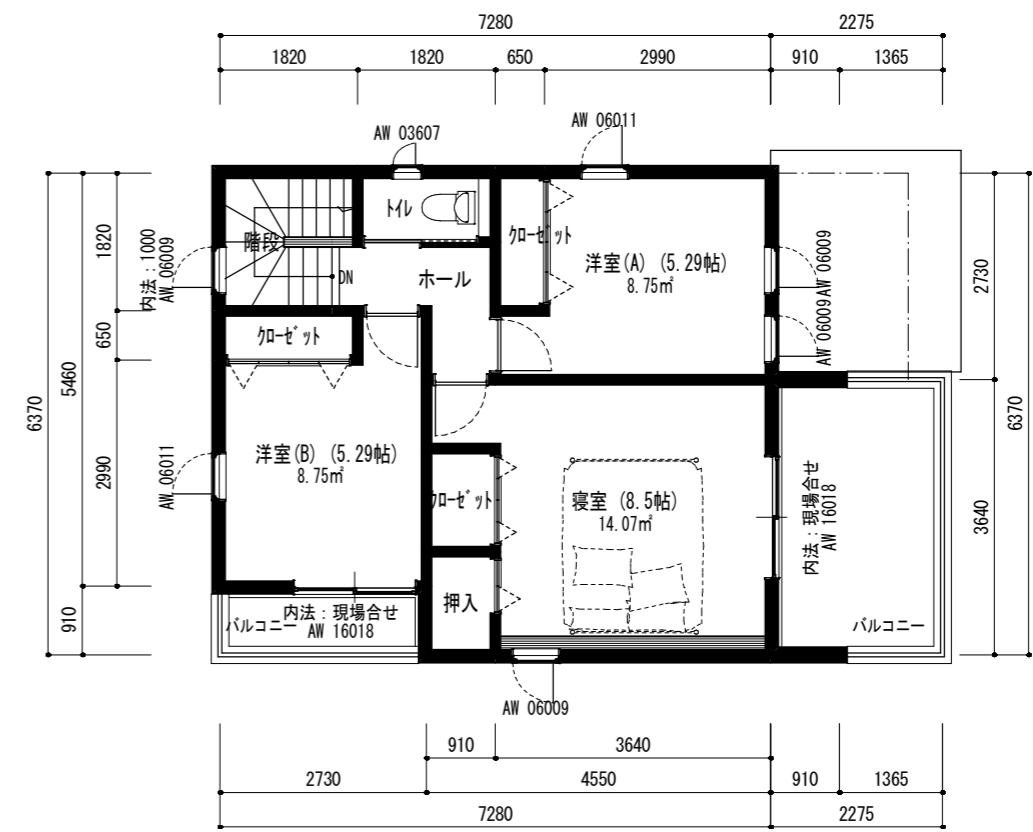 7280
2275
1820
1820
650
2990
910
1365
AW 03607
AW 06011
6370
5460
1820
650
2990
910
内法：1000
AW 06009
AW 06011
階段
DN
トイレ
ホール
クローゼット
洋室(A) (5.29帖)
8.75㎡
AW 06009
AW 06009
2730
3640
6370
クローゼット
洋室(B) (5.29帖)
8.75㎡
クローゼット
寝室 (8.5帖)
14.07㎡
内法：現場合せ
AW 16018
押入
バルコニー
内法：現場合せ
AW 16018
バルコニー
AW 06009
910
3640
2730
4550
910
1365
7280
2275